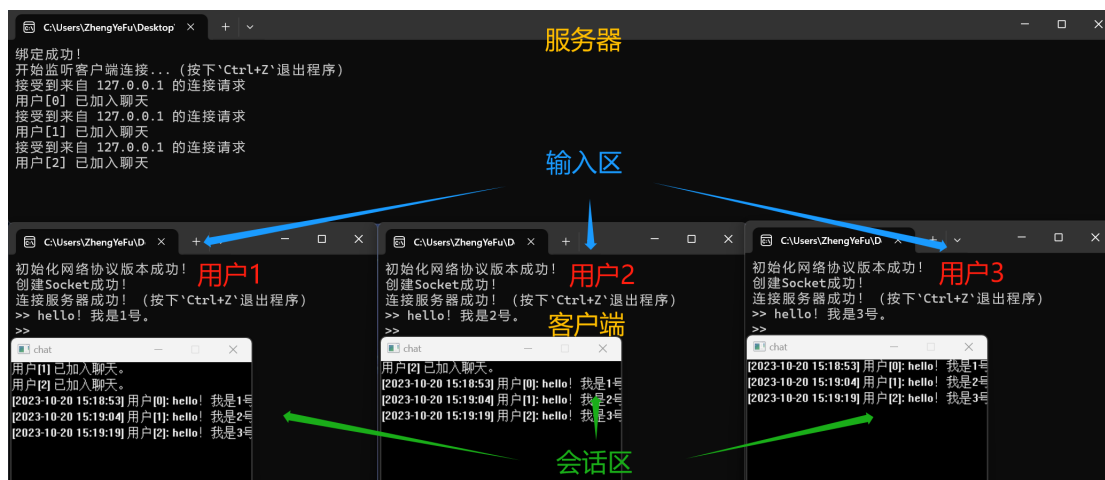 C:\Users\ZhengYeFu\Desktop
服务器
绑定成功!
开始监听客户端连接...(按下`Ctrl+Z`退出程序)
接受到来自 127.0.0.1 的连接请求
用户[0] 已加入聊天
接受到来自 127.0.0.1 的连接请求
用户[1] 已加入聊天
接受到来自 127.0.0.1 的连接请求
用户[2] 已加入聊天
输入区
C:\Users\ZhengYeFu\D
初始化网络协议版本成功!
用户1
创建Socket成功!
连接服务器成功! (按下`Ctrl+Z`退出程序)
>> hello! 我是1号。
>>
chat
用户[1] 已加入聊天。
用户[2] 已加入聊天。
[2023-10-20 15:18:53] 用户[0]: hello! 我是1号
[2023-10-20 15:19:04] 用户[1]: hello! 我是2号
[2023-10-20 15:19:19] 用户[2]: hello! 我是3号
C:\Users\ZhengYeFu\D
初始化网络协议版本成功!
用户2
创建Socket成功!
连接服务器成功! (按下`Ctrl+Z`退出程序)
>> hello! 我是2号。
客户端
>>
chat
用户[2] 已加入聊天。
[2023-10-20 15:18:53] 用户[0]: hello! 我是1号
[2023-10-20 15:19:04] 用户[1]: hello! 我是2号
[2023-10-20 15:19:19] 用户[2]: hello! 我是3号
C:\Users\ZhengYeFu\D
初始化网络协议版本成功!
用户3
创建Socket成功!
连接服务器成功! (按下`Ctrl+Z`退出程序)
>> hello! 我是3号。
>>
chat
[2023-10-20 15:18:53] 用户[0]: hello! 我是1号
[2023-10-20 15:19:04] 用户[1]: hello! 我是2号
[2023-10-20 15:19:19] 用户[2]: hello! 我是3号
会话区